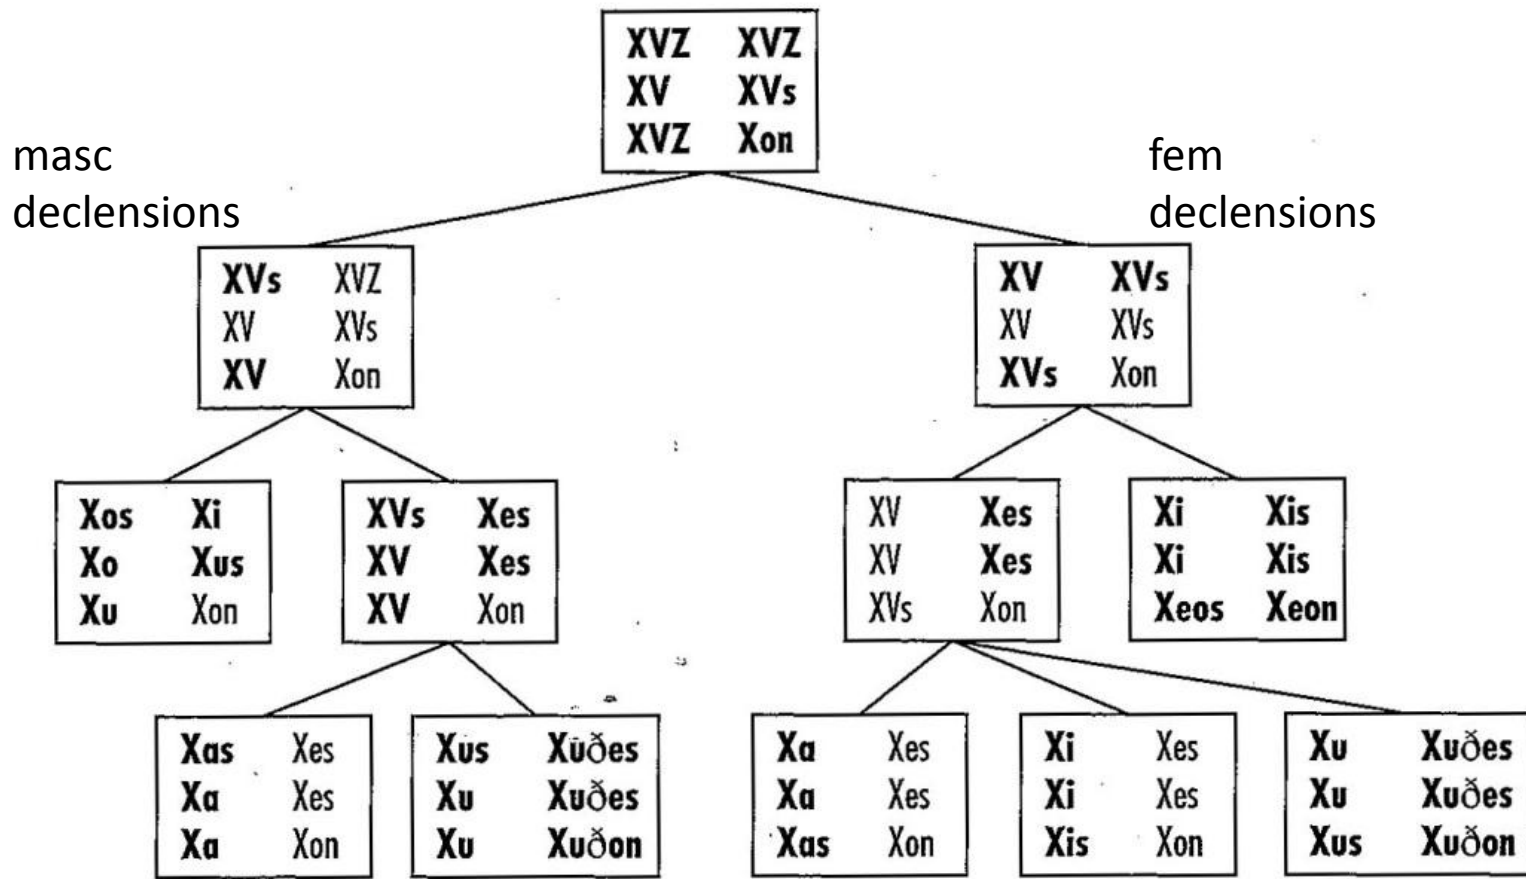 XVZ XVZ
XV XVs
XVZ Xon
masc
declensions
fem
declensions
XVs XVZ
XV XVs
XV Xon
XV XVs
XV XVs
XVs Xon
Xos Xi
Xo Xus
Xu Xon
XVs Xes
XV Xes
XV Xon
XV Xes
XV Xes
XVs Xon
Xi Xis
Xi Xis
Xeos Xeon
Xas Xes
Xa Xes
Xa Xon
Xus Xuðes
Xu Xuðes
Xu Xuðon
Xa Xes
Xa Xes
Xas Xon
Xi Xes
Xi Xes
Xis Xon
Xu Xuðes
Xu Xuðes
Xus Xuðon